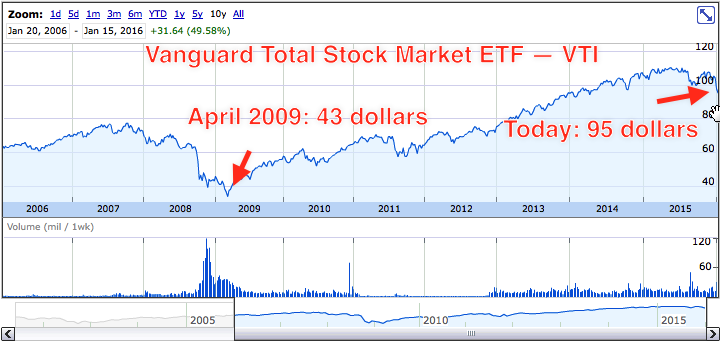 Zoom: 1d 5d 1m 3m 6m YTD 1y 5y 10y All
Jan 20, 2006 - Jan 15, 2016 +31.64 (49.58%)
Vanguard Total Stock Market ETF — VTI
120
100
April 2009: 43 dollars
Today: 95 dollars
80
60
40
2006 2007 2008 2009 2010 2011 2012 2013 2014 2015
Volume (mil / 1wk)
120
60
2005 2010 2015